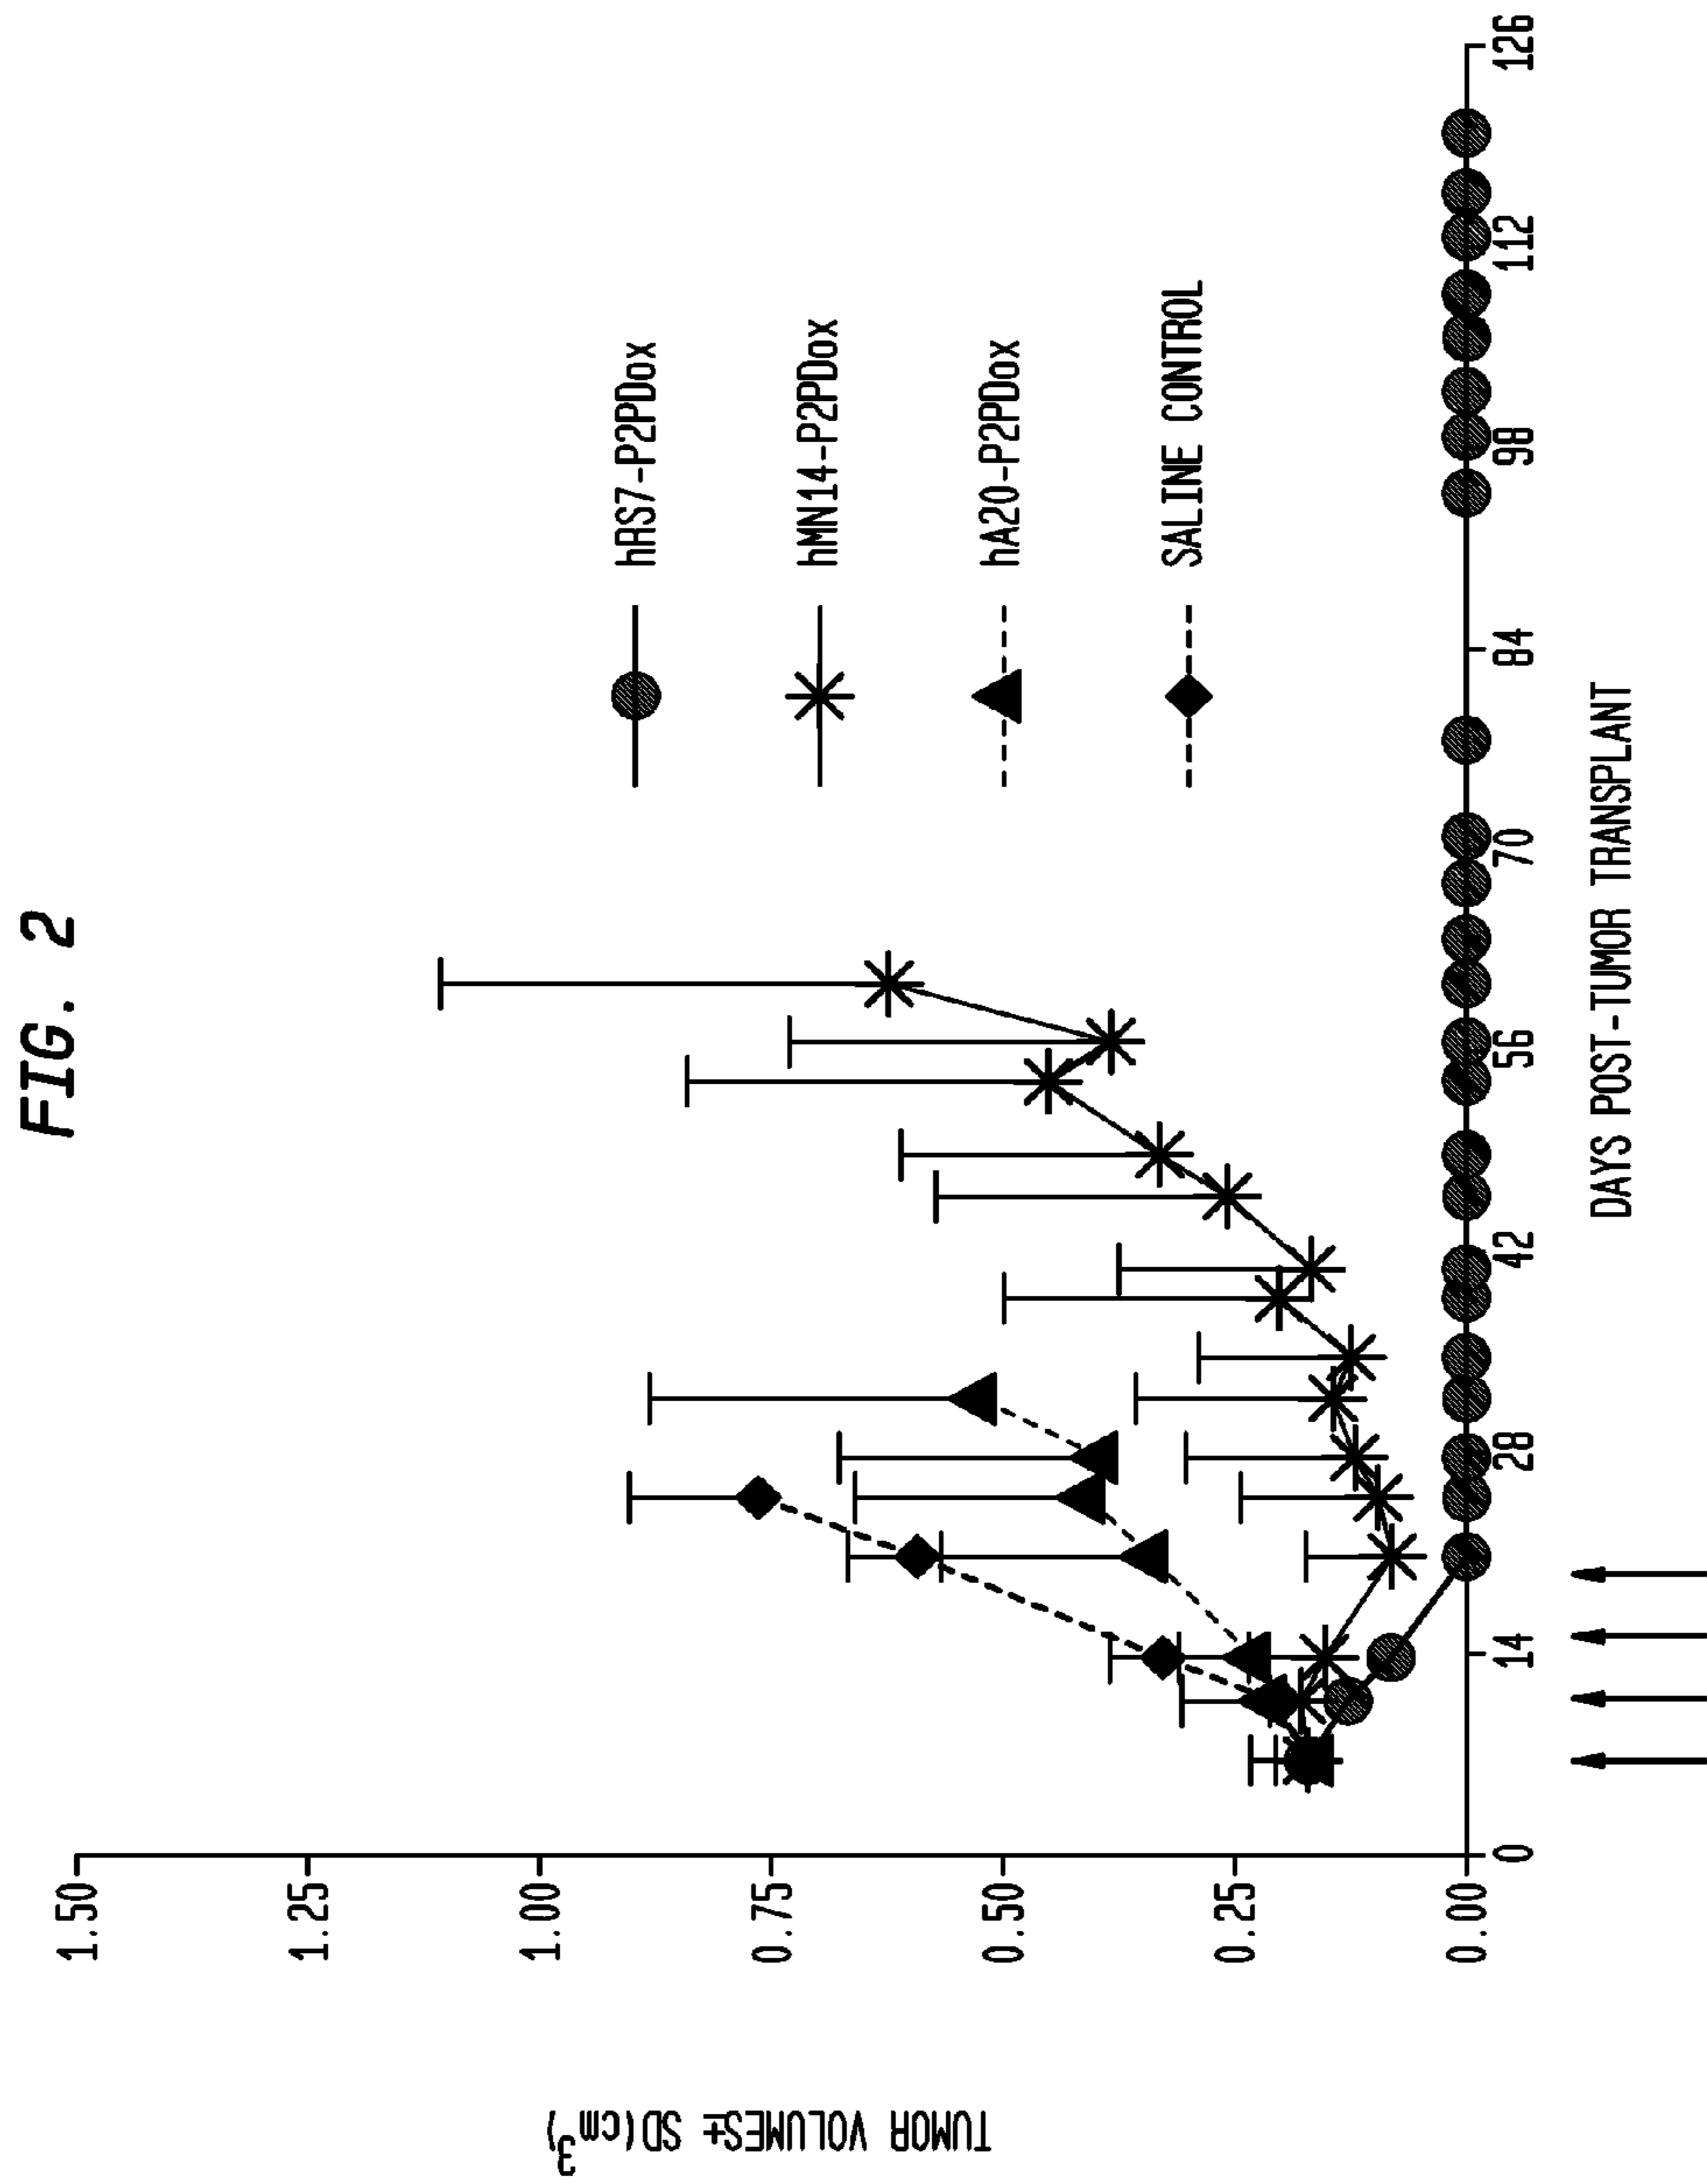 FIG. 2
TUMOR VOLUMES± SD(cm3)
1.50
1.25
1.00
0.75
0.50
0.25
0.00
hRS7-P2PDox
hMN14-P2PDox
hA20-P2PDox
SALINE CONTROL
0 14 28 42 56 70 84 98 112 126
DAYS POST-TUMOR TRANSPLANT